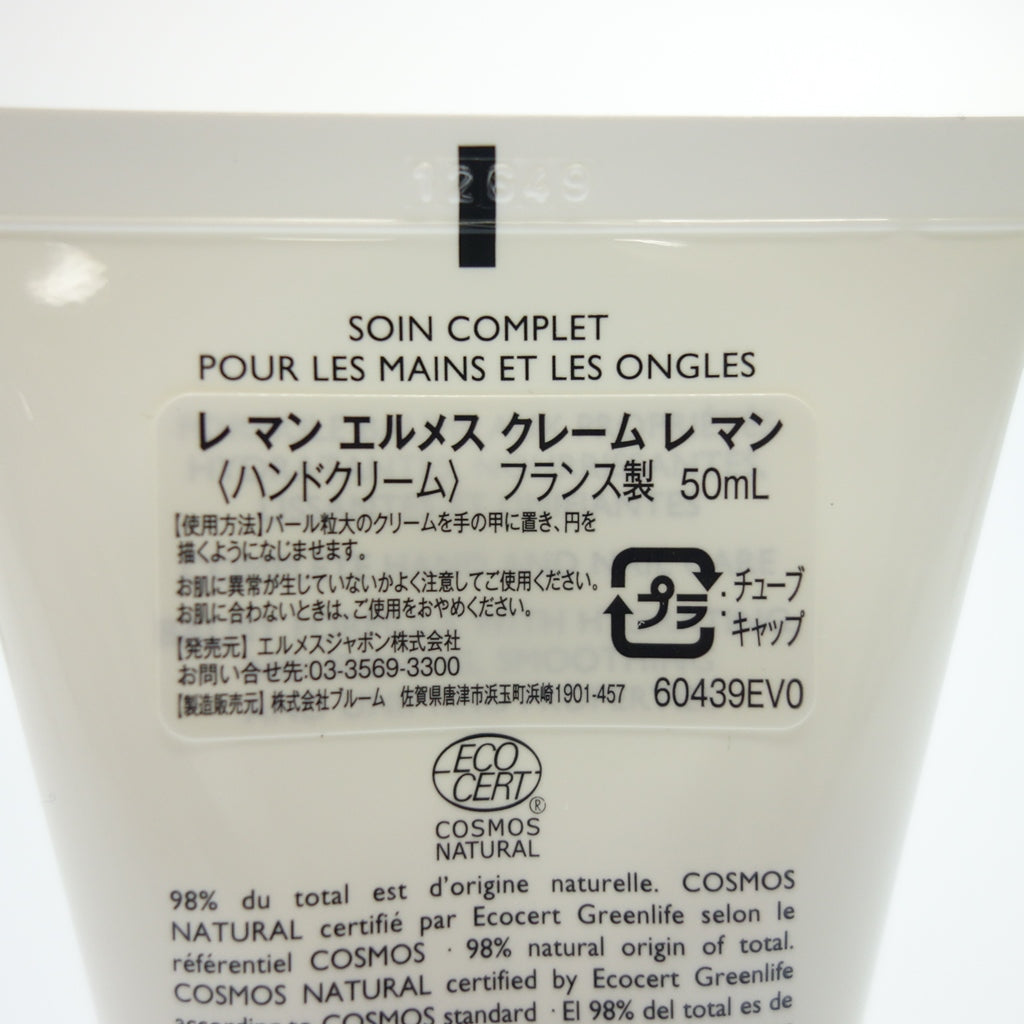 12649
SOIN COMPLET
POUR LES MAINS ET LES ONGLES
レ マン エルメス クレーム レ マン
〈ハンドクリーム〉 フランス製 50mL
【使用方法】パール粒大のクリームを手の甲に置き、円を
描くようになじませます。
お肌に異常が生じていないかよく注意してご使用ください。
お肌に合わないときは、ご使用をおやめください。
プラ
:チューブ
:キャップ
【発売元】エルメスジャポン株式会社
お問い合せ先:03-3569-3300
【製造販売元】株式会社ブルーム 佐賀県唐津市浜玉町浜崎1901-457
60439EV0
ECO
CERT
®
COSMOS
NATURAL
98% du total est d'origine naturelle. COSMOS
NATURAL certifié par Ecocert Greenlife selon le
référentiel COSMOS · 98% natural origin of total.
COSMOS NATURAL certified by Ecocert Greenlife
according to COSMOS standard · El 98% del total es de